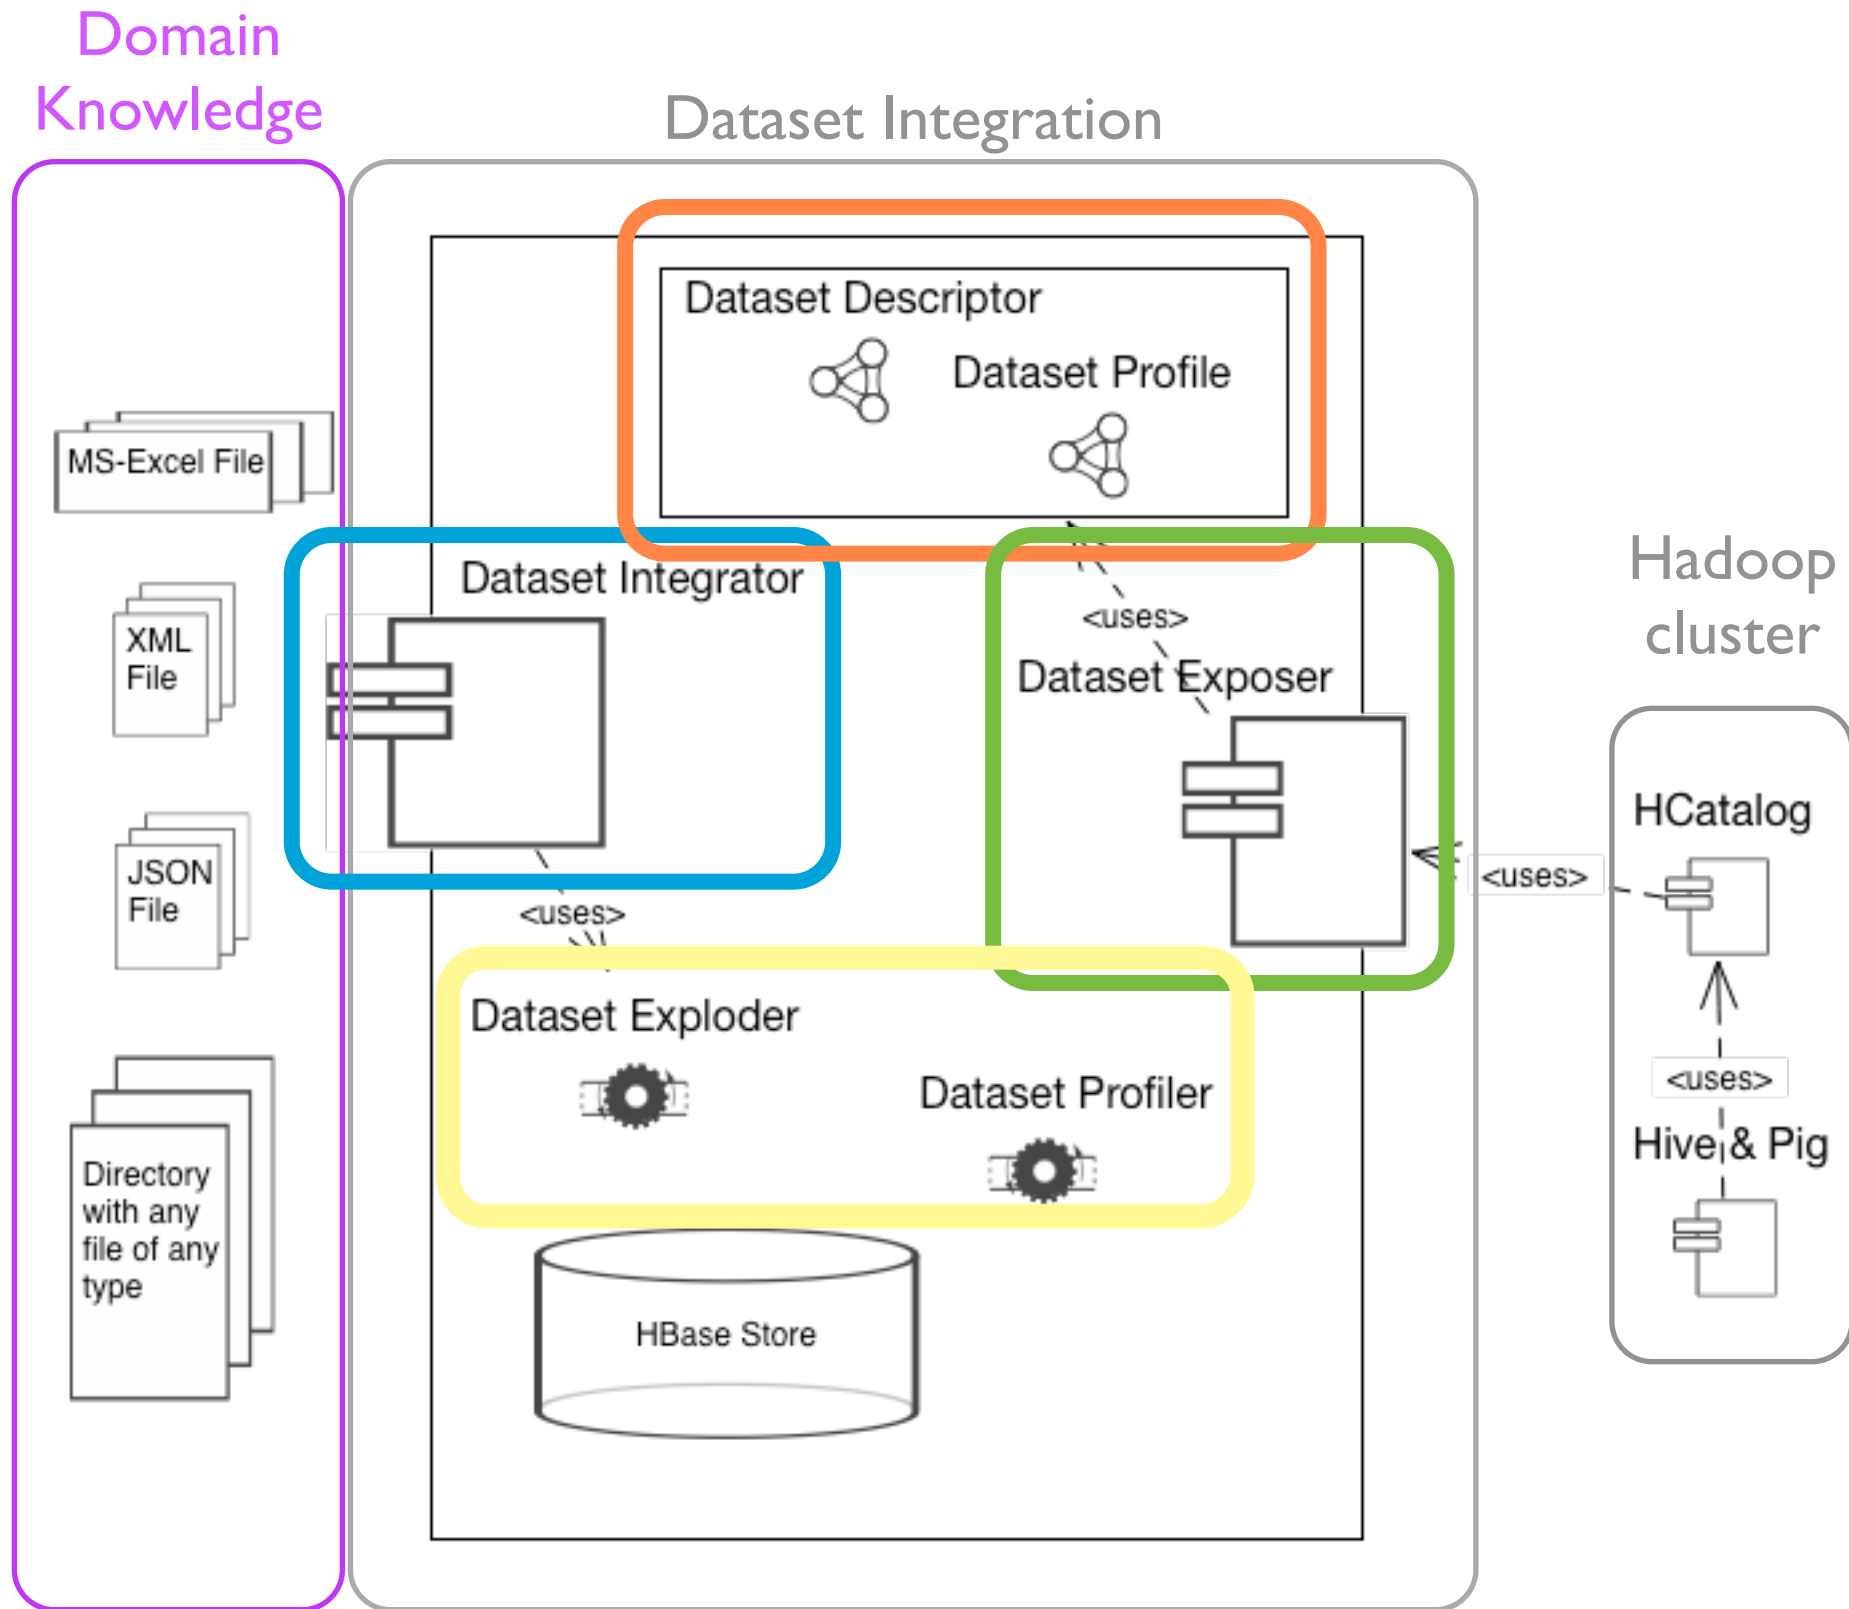 Domain
Knowledge
Dataset Integration
MS-Excel File
XML
File
JSON
File
Directory
with any
file of any
type
Dataset Descriptor
Dataset Profile
Dataset Integrator
<uses>
Dataset Exposer
<uses>
Dataset Exploder
Dataset Profiler
HBase Store
<uses>
Hadoop
cluster
HCatalog
<uses>
Hive & Pig